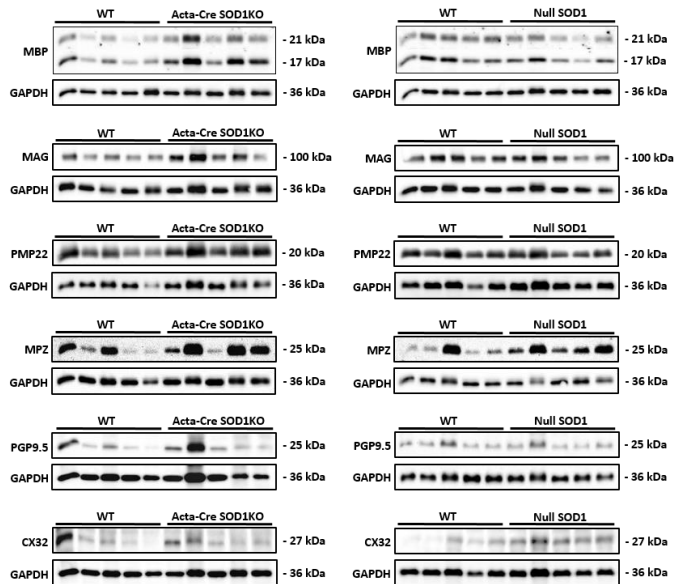 WT Acta-Cre SOD1KO
MBP - 21 kDa
- 17 kDa
GAPDH - 36 kDa
WT Acta-Cre SOD1KO
MAG - 100 kDa
GAPDH - 36 kDa
WT Acta-Cre SOD1KO
PMP22 - 20 kDa
GAPDH - 36 kDa
WT Acta-Cre SOD1KO
MPZ - 25 kDa
GAPDH - 36 kDa
WT Acta-Cre SOD1KO
PGP9.5 - 25 kDa
GAPDH - 36 kDa
WT Acta-Cre SOD1KO
CX32 - 27 kDa
GAPDH - 36 kDa
WT Null SOD1
MBP - 21 kDa
- 17 kDa
GAPDH - 36 kDa
WT Null SOD1
MAG - 100 kDa
GAPDH - 36 kDa
WT Null SOD1
PMP22 - 20 kDa
GAPDH - 36 kDa
WT Null SOD1
MPZ - 25 kDa
GAPDH - 36 kDa
WT Null SOD1
PGP9.5 - 25 kDa
GAPDH - 36 kDa
WT Null SOD1
CX32 - 27 kDa
GAPDH - 36 kDa